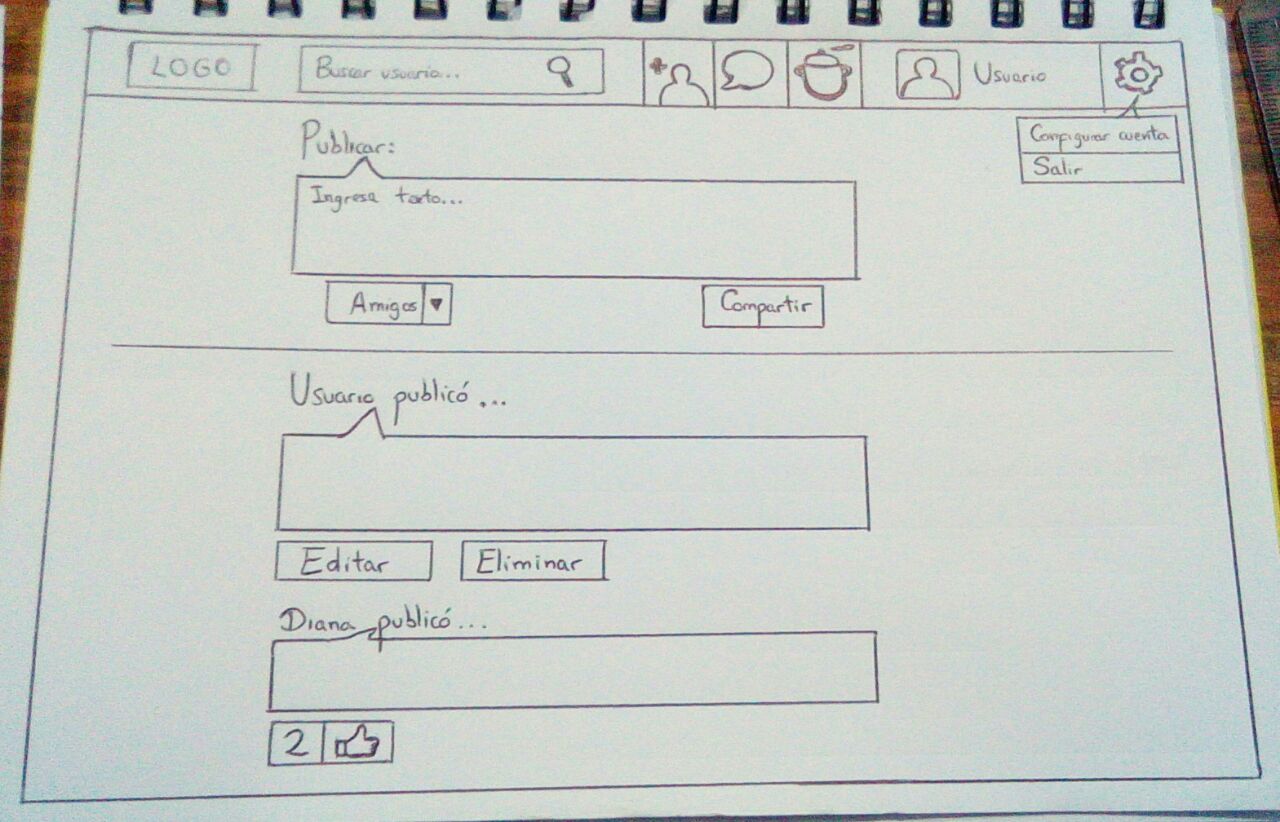 LOGO
Buscar usuario...
Usuario
Configurar cuenta
Salir
Publicar:
Ingresa texto...
Amigos
Compartir
Usuario publicó...
Editar
Eliminar
Diana publicó...
2